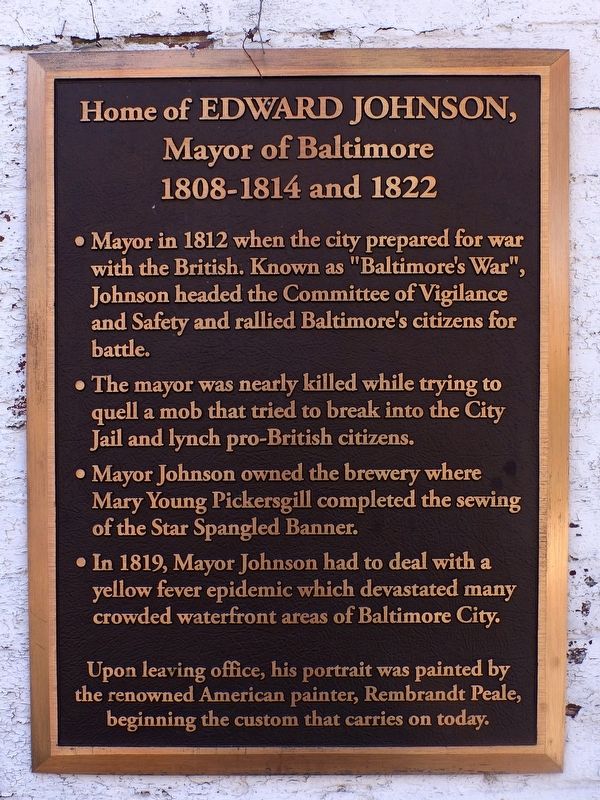 Home of EDWARD JOHNSON,
Mayor of Baltimore
1808-1814 and 1822
• Mayor in 1812 when the city prepared for war
with the British. Known as "Baltimore's War",
Johnson headed the Committee of Vigilance
and Safety and rallied Baltimore's citizens for
battle.
• The mayor was nearly killed while trying to
quell a mob that tried to break into the City
Jail and lynch pro-British citizens.
• Mayor Johnson owned the brewery where
Mary Young Pickersgill completed the sewing
of the Star Spangled Banner.
• In 1819, Mayor Johnson had to deal with a
yellow fever epidemic which devastated many
crowded waterfront areas of Baltimore City.
Upon leaving office, his portrait was painted by
the renowned American painter, Rembrandt Peale,
beginning the custom that carries on today.